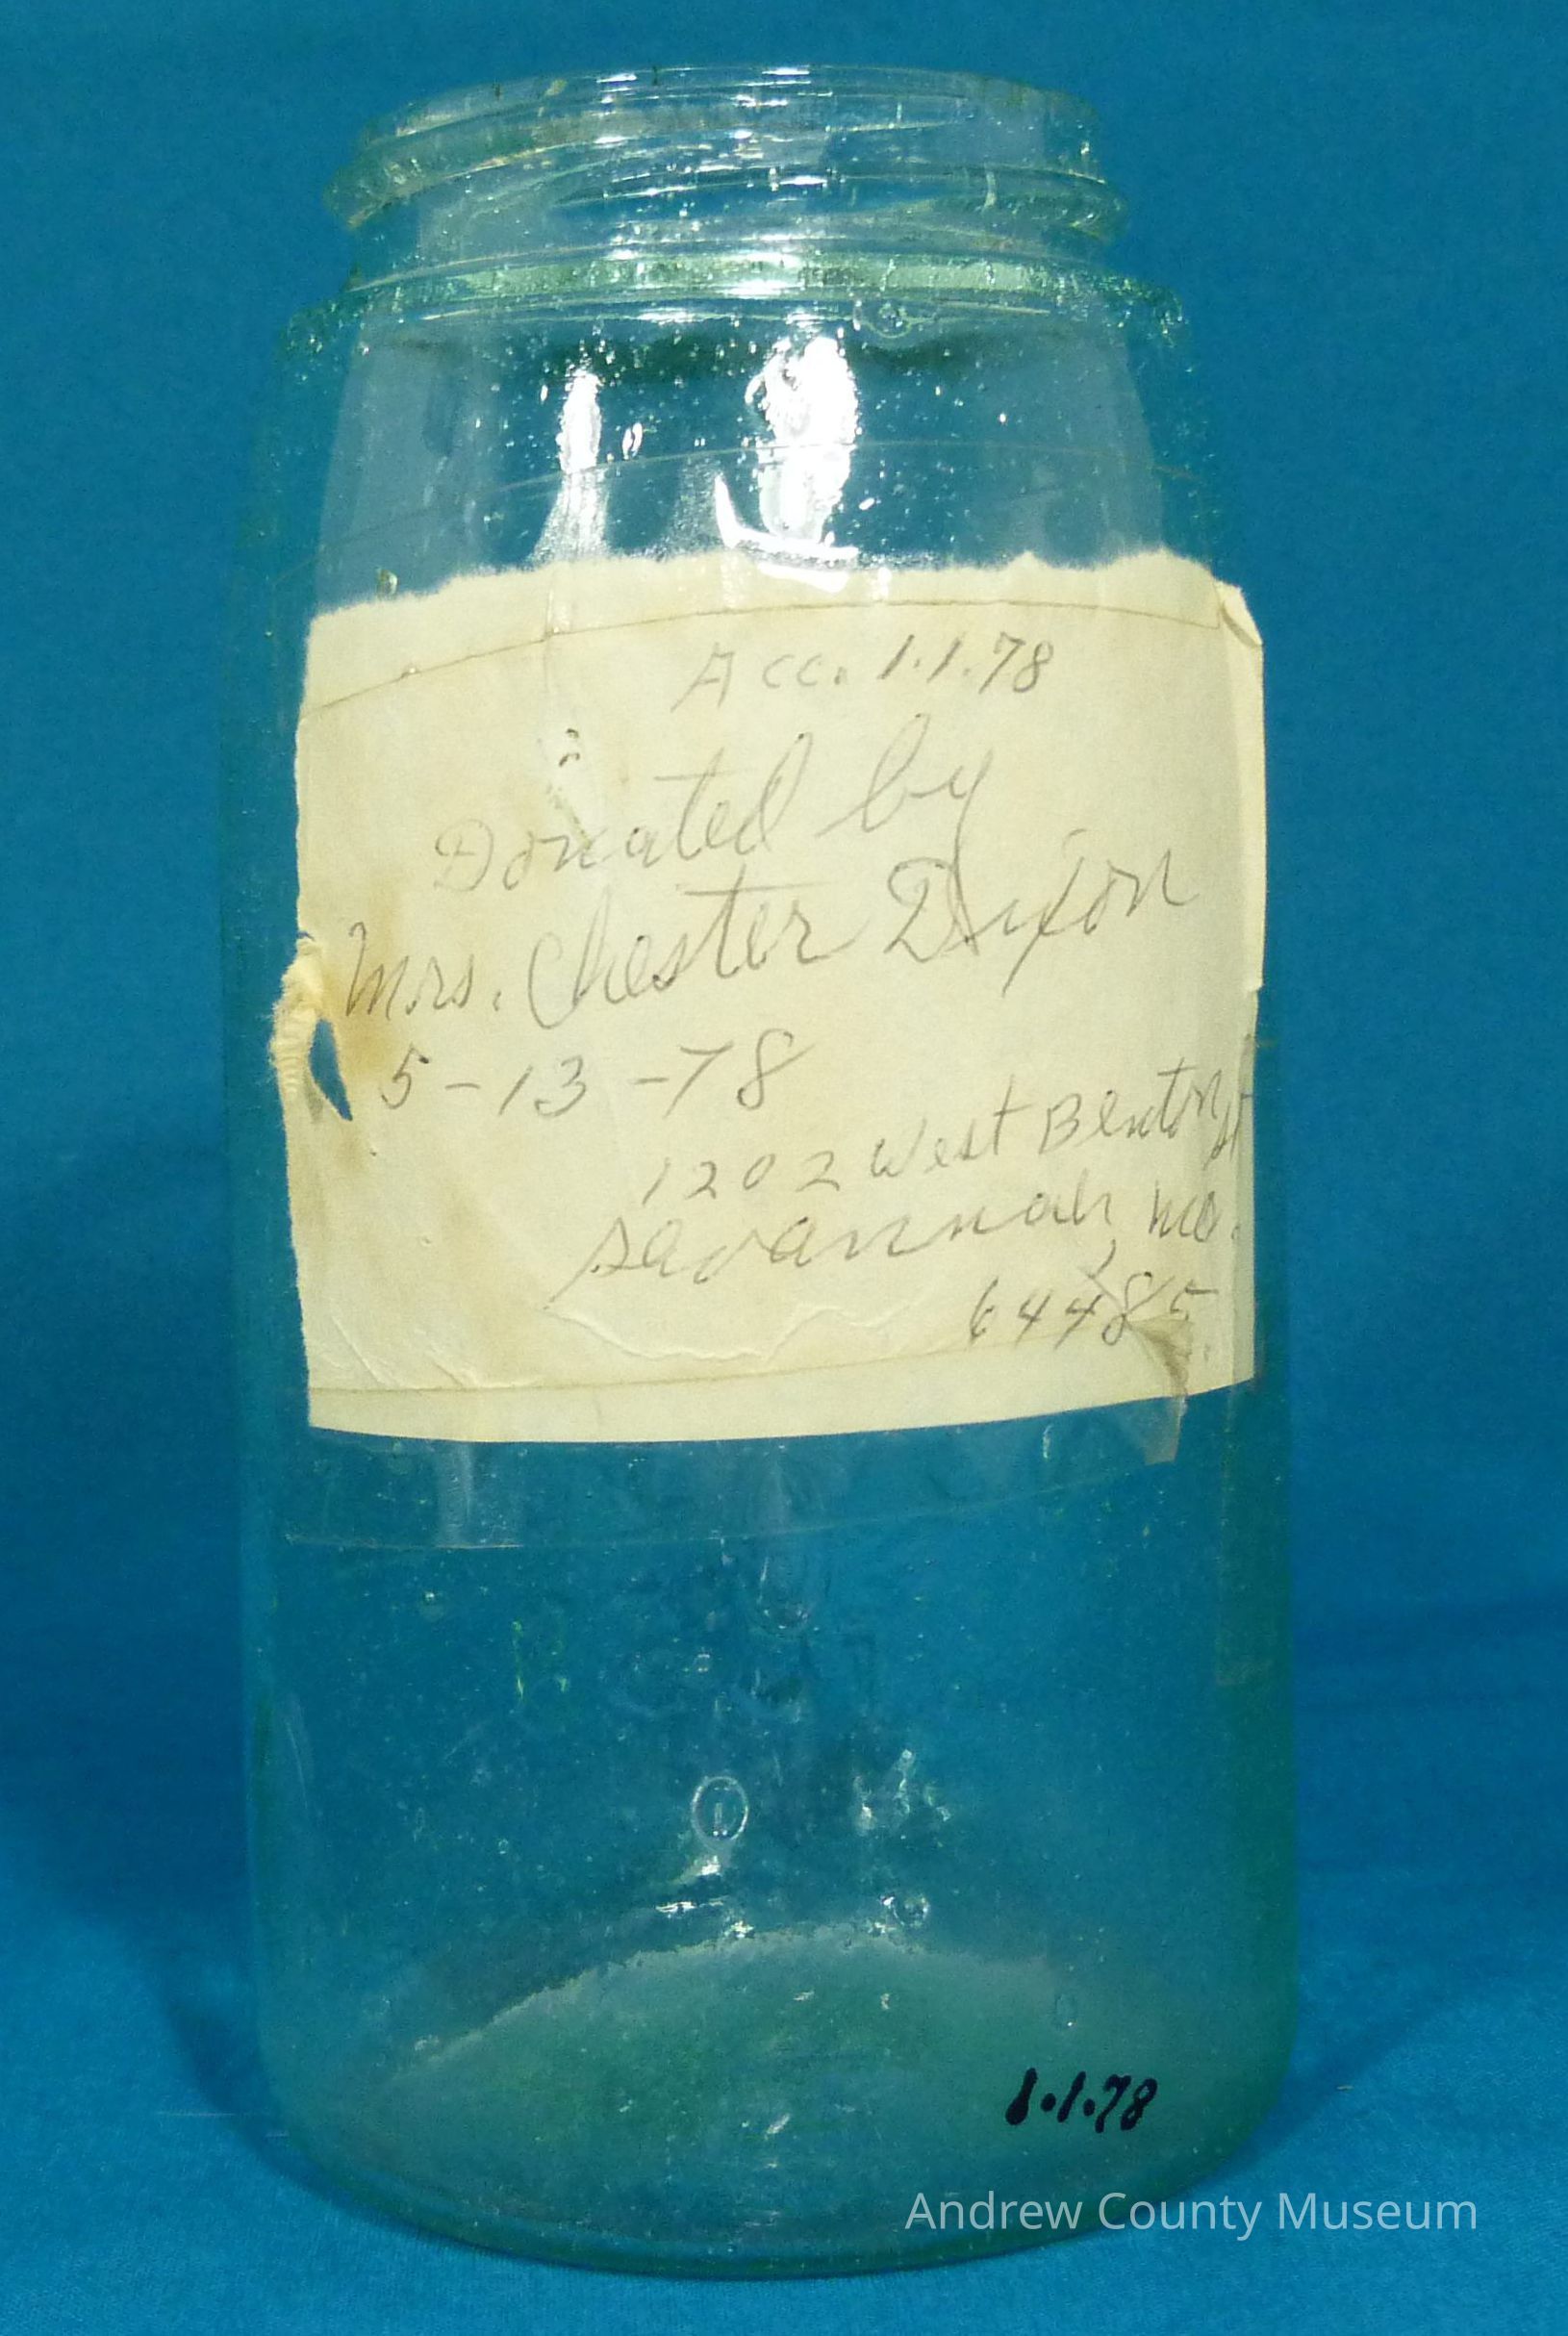 Acc. 1.1.78
Donated by
Mrs. Chester Dixon
5-13-78
1202 West Benton St
Savannah, Mo.
64485
1.1.78
Andrew County Museum